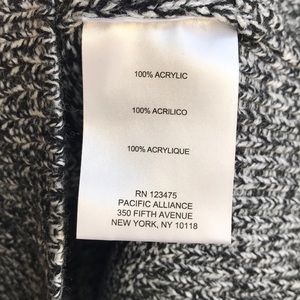 100% ACRYLIC
100% ACRILICO
100% ACRYLIQUE
RN 123475
PACIFIC ALLIANCE
350 FIFTH AVENUE
NEW YORK, NY 10118